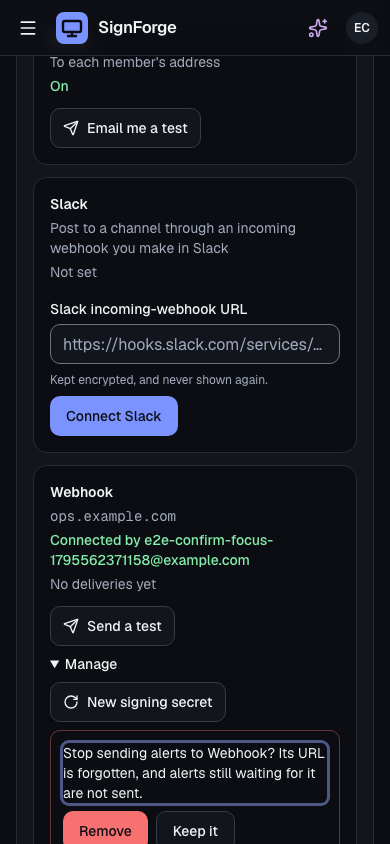 SignForge
EC
To each member's address
On
Email me a test
Slack
Post to a channel through an incoming
webhook you make in Slack
Not set
Slack incoming-webhook URL
https://hooks.slack.com/services/...
Kept encrypted, and never shown again.
Connect Slack
Webhook
ops.example.com
Connected by e2e-confirm-focus-
1795562371158@example.com
No deliveries yet
Send a test
Manage
New signing secret
Stop sending alerts to Webhook? Its URL
is forgotten, and alerts still waiting for it
are not sent.
Remove
Keep it